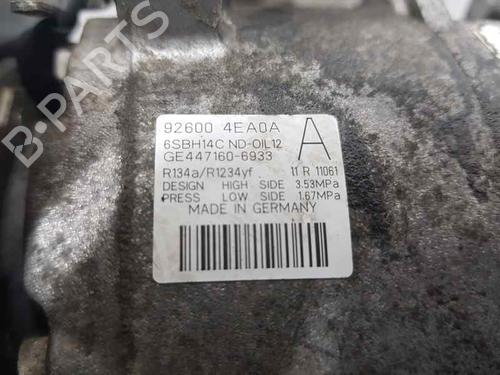 B-PARTS
92600 4EA0A
A
6SBH14C ND-OIL12
GE447160-6933
R134a/R1234yf 11 R 11061
DESIGN HIGH SIDE 3.53MPa
PRESS LOW SIDE 1.67MPa
MADE IN GERMANY